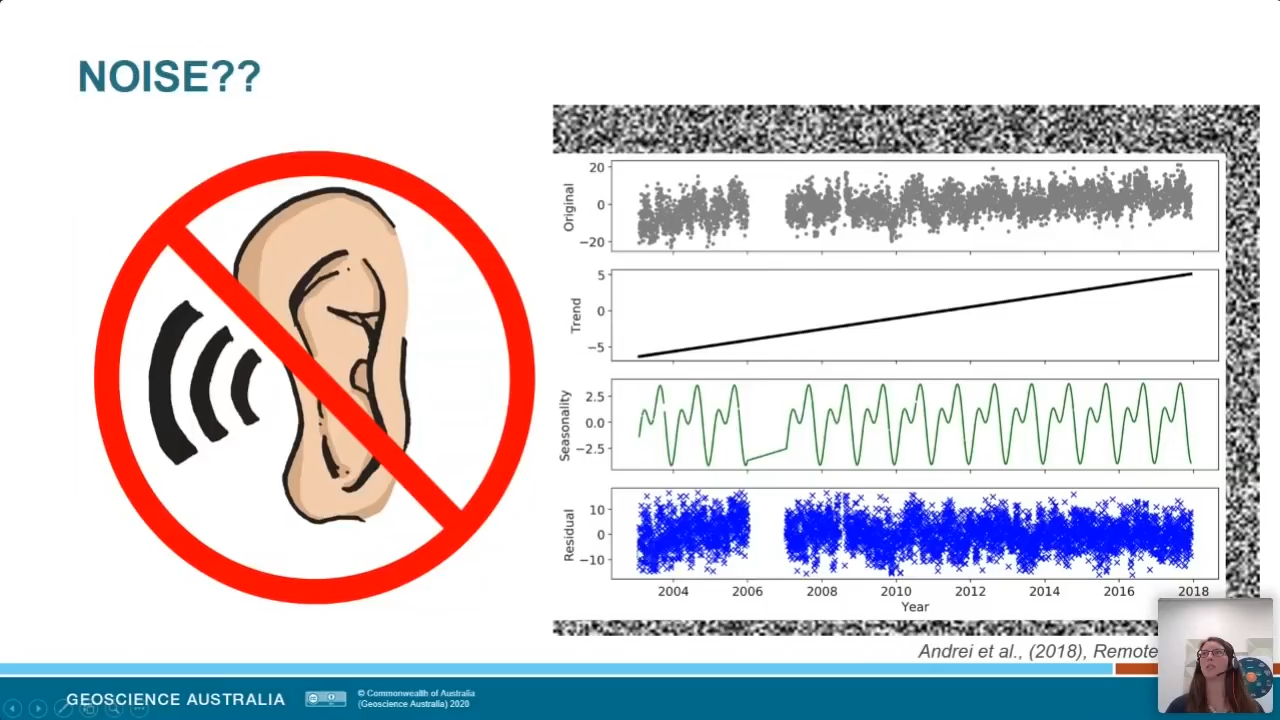 NOISE??
20
0
−20
Original
5
0
−5
Trend
2.5
0.0
−2.5
Seasonality
10
0
−10
Residual
2004 2006 2007 2008 2010 2012 2014 2016 2018
Year
Andrei et al., (2018), Remote
GEOSCIENCE AUSTRALIA
© Commonwealth of Australia
(Geoscience Australia) 2020